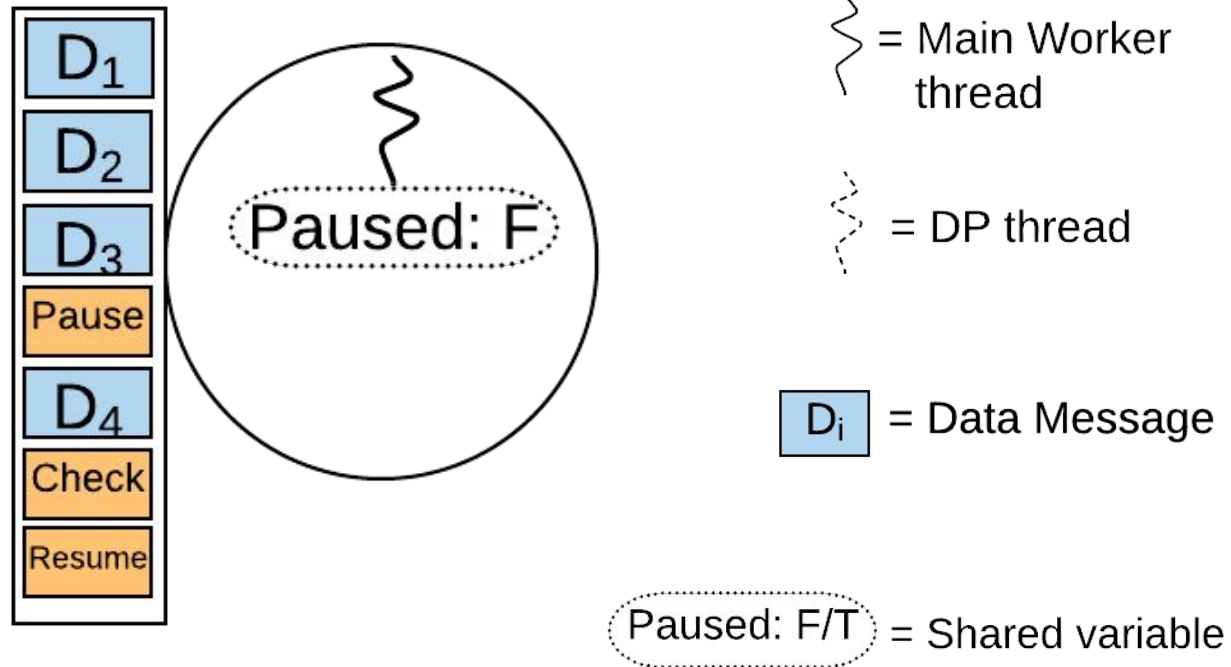 D₁
D₂
D₃
Pause
D₄
Check
Resume
Paused: F
= Main Worker
thread
= DP thread
Dᵢ = Data Message
Paused: F/T = Shared variable